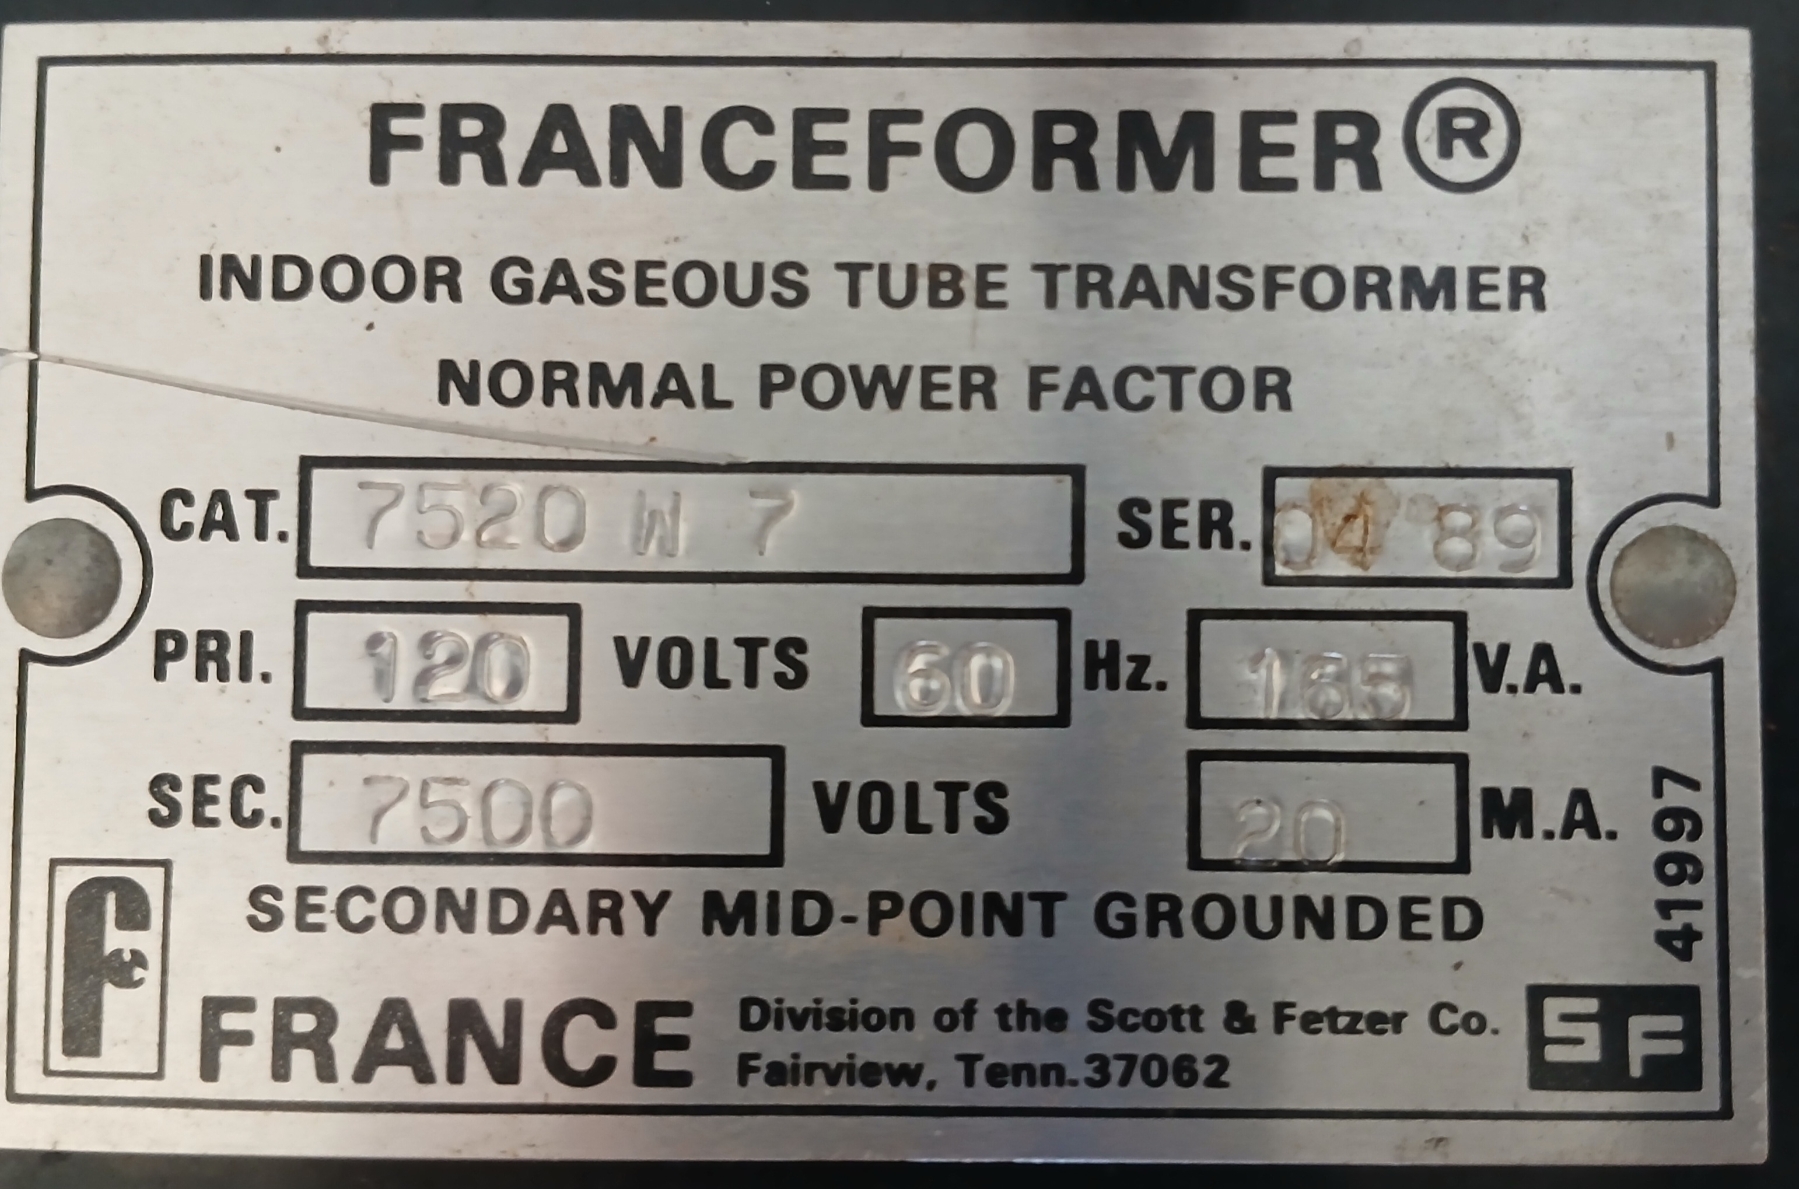 FRANCEFORMER®
INDOOR GASEOUS TUBE TRANSFORMER
NORMAL POWER FACTOR
CAT. 7520 W 7 SER. 04 89
PRI. 120 VOLTS 60 Hz. 165 V.A.
SEC. 7500 VOLTS 20 M.A.
SECONDARY MID-POINT GROUNDED
41997
FRANCE Division of the Scott & Fetzer Co.
Fairview, Tenn. 37062
SF